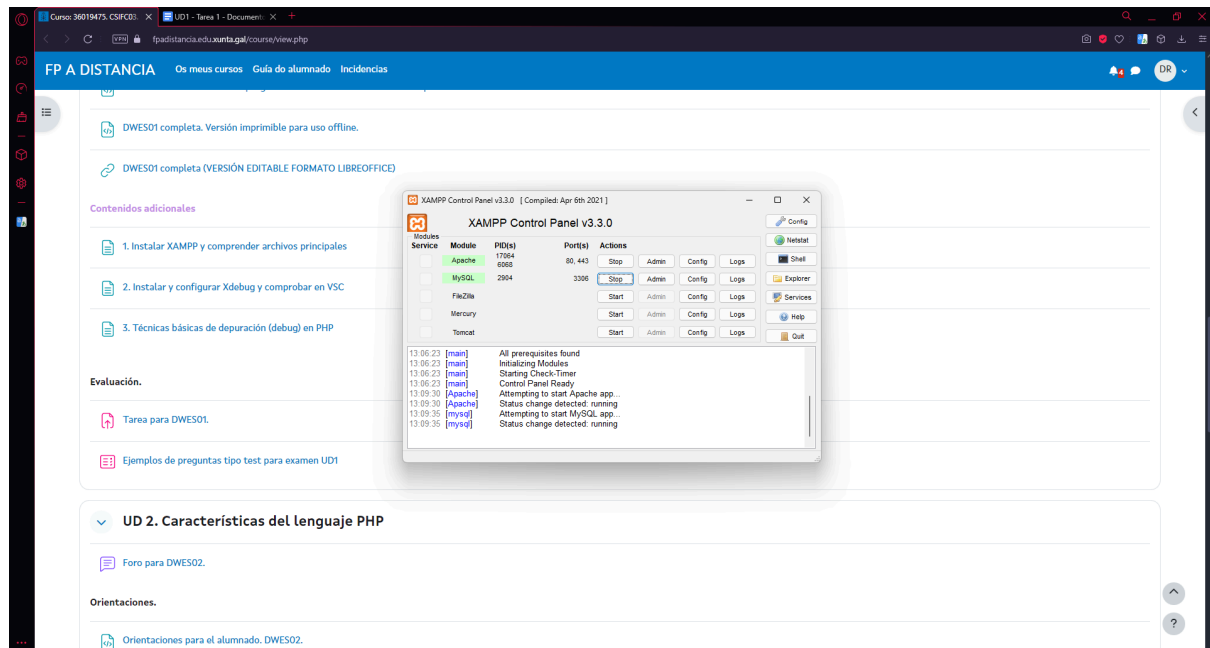 Curso: 36019475. CSIFC03.
UD1 - Tarea 1 - Document
VPN
fpadistancia.edu.xunta.gal/course/view.php
FP A DISTANCIA
Os meus cursos
Guía do alumnado
Incidencias
4
DR
DWES01 completa. Versión imprimible para uso offline.
DWES01 completa (VERSIÓN EDITABLE FORMATO LIBREOFFICE)
Contenidos adicionales
1. Instalar XAMPP y comprender archivos principales
2. Instalar y configurar Xdebug y comprobar en VSC
3. Técnicas básicas de depuración (debug) en PHP
Evaluación.
Tarea para DWES01.
Ejemplos de preguntas tipo test para examen UD1
UD 2. Características del lenguaje PHP
Foro para DWES02.
Orientaciones.
Orientaciones para el alumnado. DWES02.
?
XAMPP Control Panel v3.3.0 [ Compiled: Apr 6th 2021 ]
XAMPP Control Panel v3.3.0
Config
Modules
Service Module PID(s) Port(s) Actions
Netstat
Apache 17064 6068 80, 443 Stop Admin Config Logs
Shell
MySQL 2904 3306 Stop Admin Config Logs
Explorer
FileZilla Start Admin Config Logs
Services
Mercury Start Admin Config Logs
Help
Tomcat Start Admin Config Logs
Quit
13:06:23 [main] All prerequisites found
13:06:23 [main] Initializing Modules
13:06:23 [main] Starting Check-Timer
13:06:23 [main] Control Panel Ready
13:09:30 [Apache] Attempting to start Apache app...
13:09:30 [Apache] Status change detected: running
13:09:35 [mysql] Attempting to start MySQL app...
13:09:35 [mysql] Status change detected: running